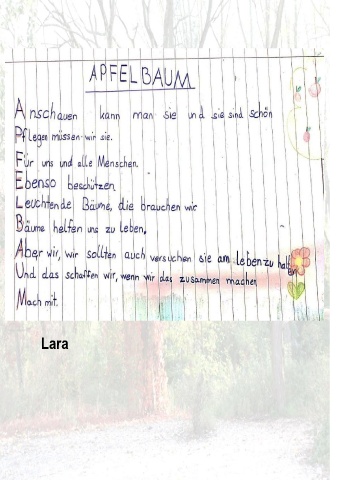 APFELBAUM
Anschauen kann man sie und sie sind schön
Pflegen müssen wir sie.
Für uns und alle Menschen.
Ebenso beschützen
Leuchtende Bäume, die brauchen wir
Bäume helfen uns zu leben.
Aber wir, wir sollten auch versuchen sie am leben zu halten
Und das schaffen wir, wenn wir das zusammen machen
Mach mit.
Lara